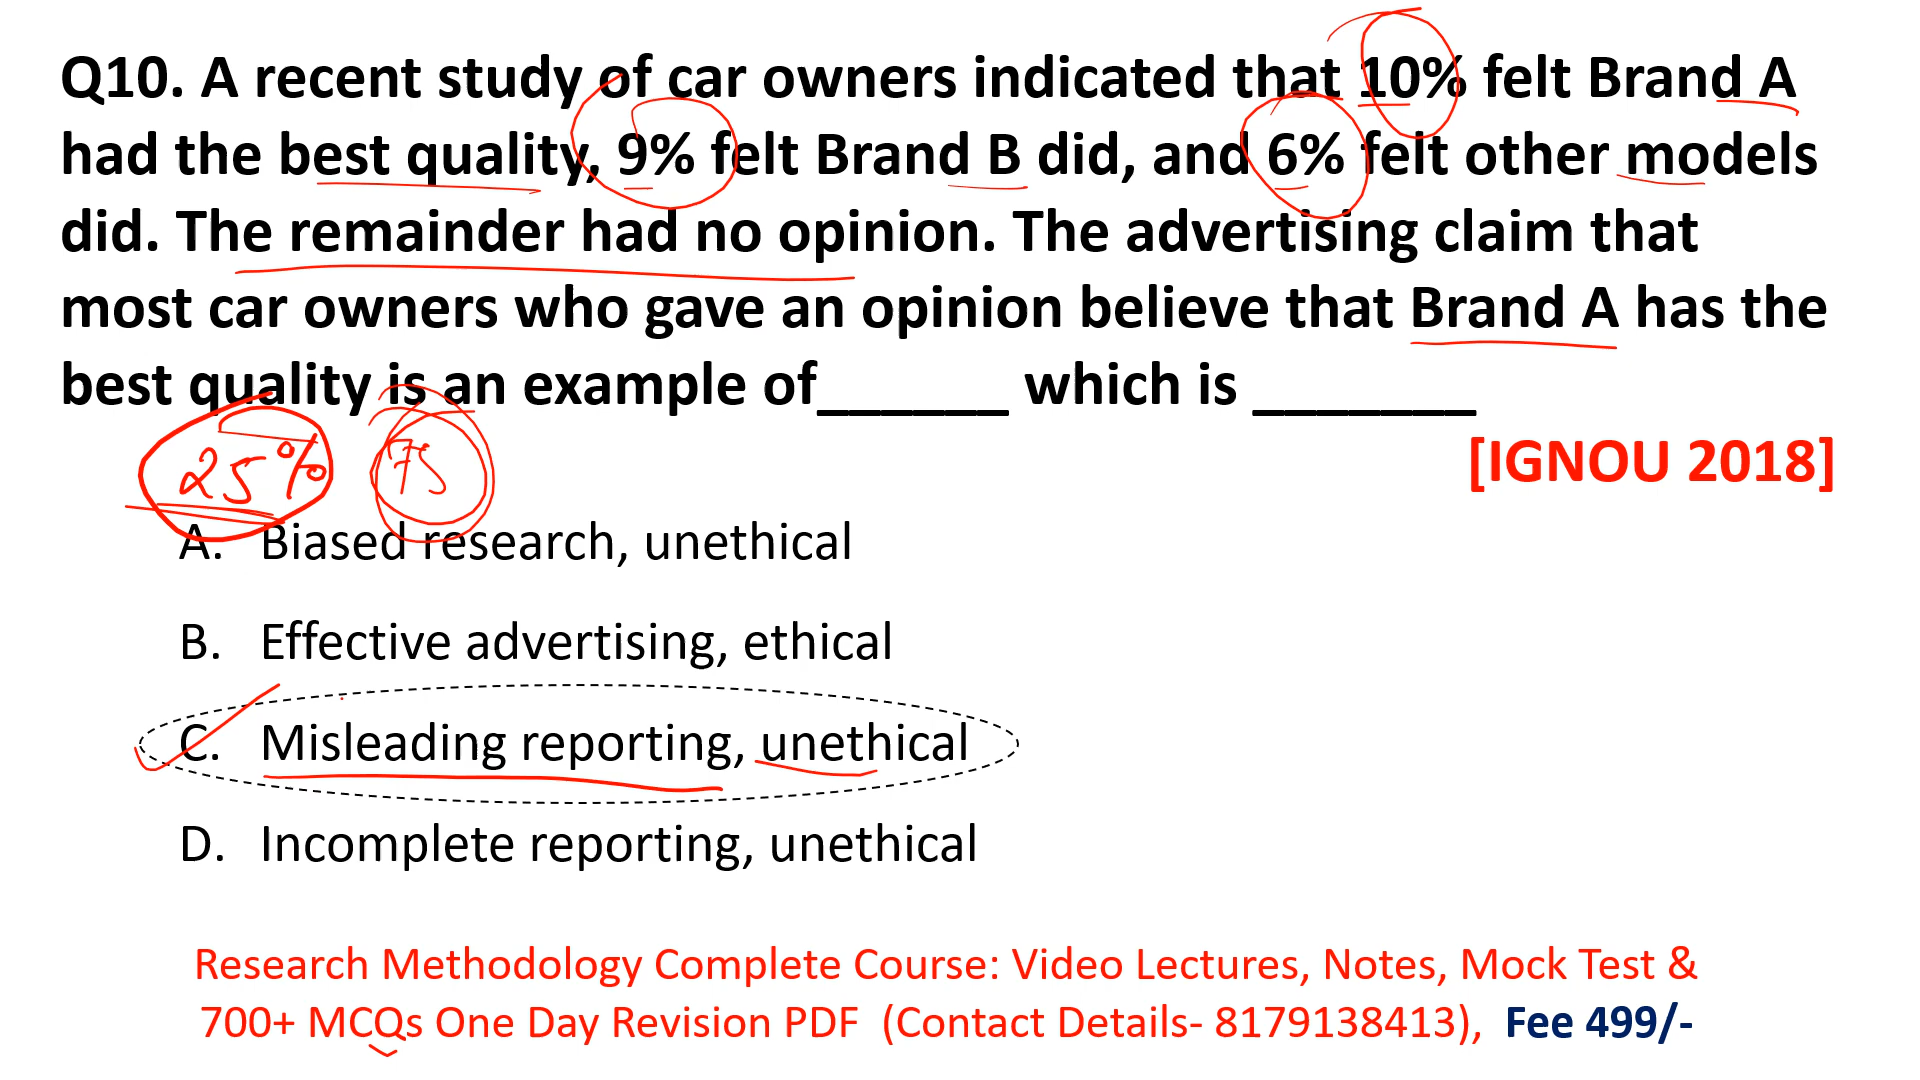 Q10. A recent study of car owners indicated that 10% felt Brand A
had the best quality, 9% felt Brand B did, and 6% felt other models
did. The remainder had no opinion. The advertising claim that
most car owners who gave an opinion believe that Brand A has the
best quality is an example of______ which is _______
[IGNOU 2018]
25% 75
A. Biased research, unethical
B. Effective advertising, ethical
C. Misleading reporting, unethical
D. Incomplete reporting, unethical
Research Methodology Complete Course: Video Lectures, Notes, Mock Test &
700+ MCQs One Day Revision PDF (Contact Details- 8179138413), Fee 499/-